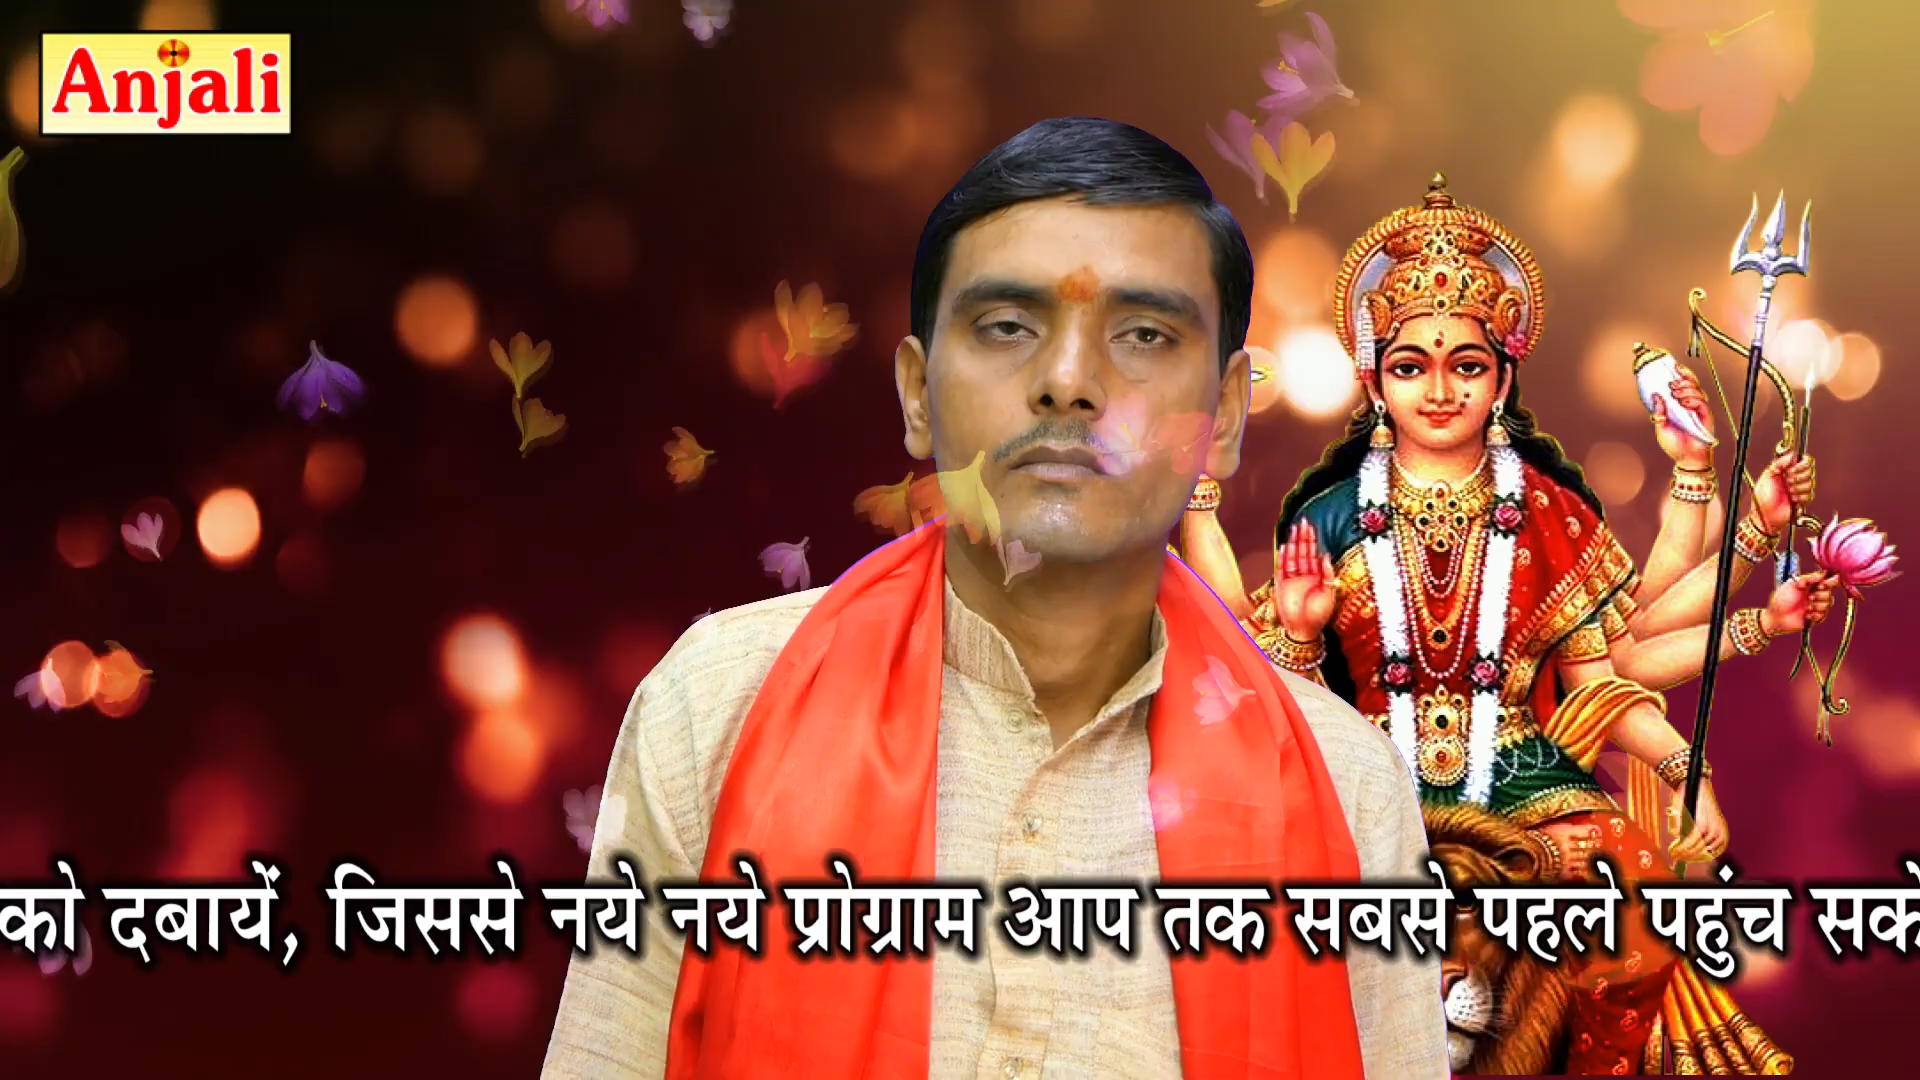 Anjali
को दबायें, जिससे नये नये प्रोग्राम आप तक सबसे पहले पहुंच सके